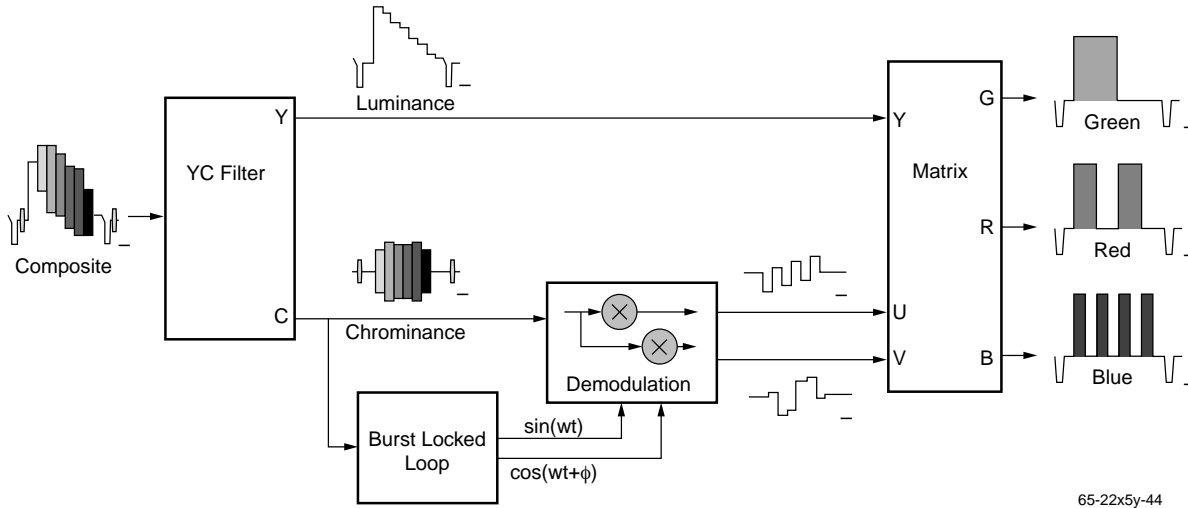 Luminance
Y
YC Filter
Composite
C
Chrominance
Demodulation
Burst Locked
Loop
sin(wt)
cos(wt+ϕ)
Y
Matrix
U
V
G
R
B
Green
Red
Blue
65-22x5y-44